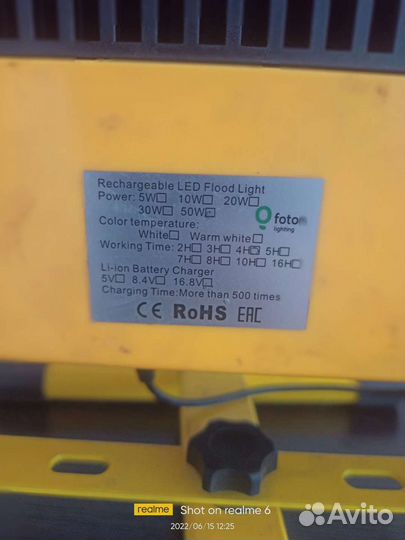 Rechargeable LED Flood Light
Power: 5W□ 10W□ 20W□
30W□ 50W□
foton
lighting
Color temperature:
White□ Warm white□
Working Time: 2H□ 3H□ 4H□ 5H□
7H□ 8H□ 10H□ 16H□
Li-ion Battery Charger
5V□ 8.4V□ 16.8V□
Charging Time:More than 500 times
CE RoHS EAC
realme Shot on realme 6
2022/06/15 12:25
Avito